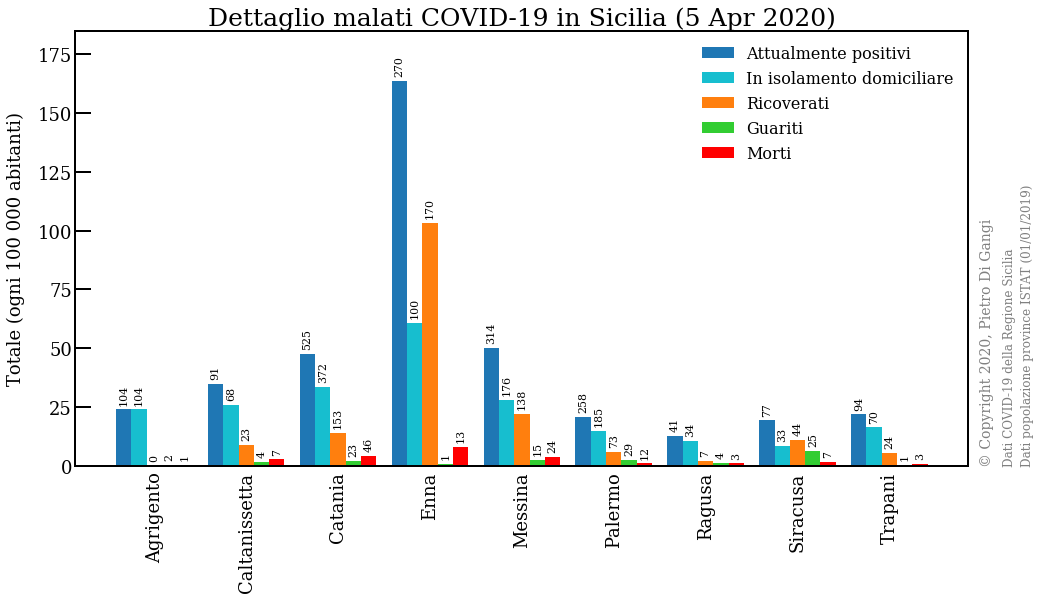 Dettaglio malati COVID-19 in Sicilia (5 Apr 2020)
Totale (ogni 100 000 abitanti)
175
150
125
100
75
50
25
0
Attualmente positivi
In isolamento domiciliare
Ricoverati
Guariti
Morti
104 104 0 2 1
91 68 23 4 7
525 372 153 23 46
270 100 170 1 13
314 176 138 15 24
258 185 73 29 12
41 34 7 4 3
77 33 44 25 7
94 70 24 1 3
Agrigento
Caltanissetta
Catania
Enna
Messina
Palermo
Ragusa
Siracusa
Trapani
© Copyright 2020, Pietro Di Gangi
Dati COVID-19 della Regione Sicilia
Dati popolazione province ISTAT (01/01/2019)